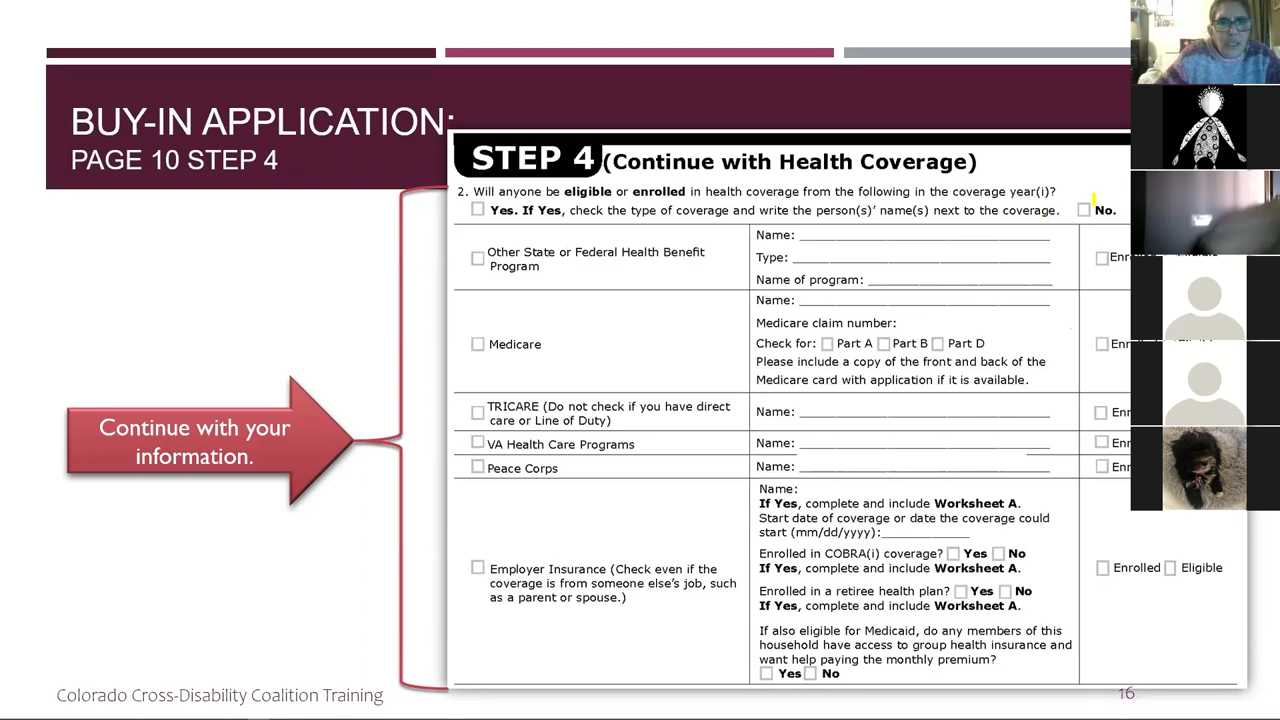 BUY-IN APPLICATION:
PAGE 10 STEP 4
STEP 4 (Continue with Health Coverage)
2. Will anyone be eligible or enrolled in health coverage from the following in the coverage year(i)?
Yes. If Yes, check the type of coverage and write the person(s)’ name(s) next to the coverage.
No.
Other State or Federal Health Benefit
Program
Name:
Type:
Name of program:
Medicare
Name:
Medicare claim number:
Check for: Part A Part B Part D
Please include a copy of the front and back of the
Medicare card with application if it is available.
TRICARE (Do not check if you have direct
care or Line of Duty)
Name:
VA Health Care Programs
Name:
Peace Corps
Name:
Employer Insurance (Check even if the
coverage is from someone else’s job, such
as a parent or spouse.)
Name:
If Yes, complete and include Worksheet A.
Start date of coverage or date the coverage could
start (mm/dd/yyyy):
Enrolled in COBRA(i) coverage? Yes No
If Yes, complete and include Worksheet A.
Enrolled in a retiree health plan? Yes No
If Yes, complete and include Worksheet A.
If also eligible for Medicaid, do any members of this
household have access to group health insurance and
want help paying the monthly premium?
Yes No
Enrolled Eligible
Continue with your
information.
Colorado Cross-Disability Coalition Training
16